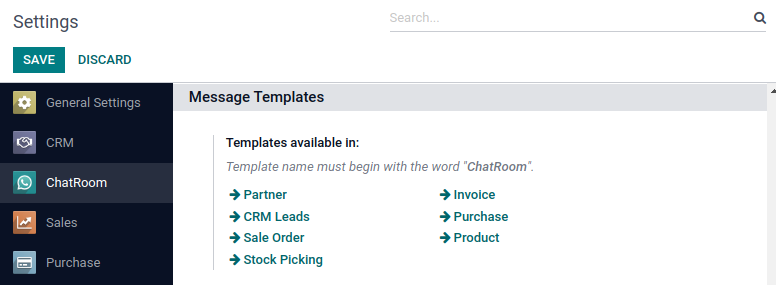 Settings
Search...
SAVE DISCARD
General Settings
CRM
ChatRoom
Sales
Purchase
Message Templates
Templates available in:
Template name must begin with the word "ChatRoom".
Partner
CRM Leads
Sale Order
Stock Picking
Invoice
Purchase
Product